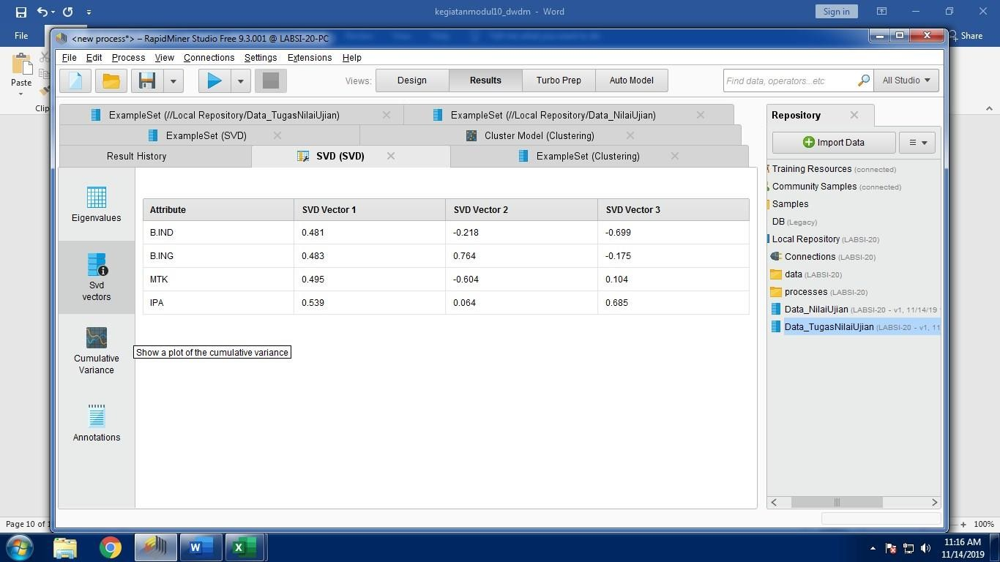 kegiatanmodul10_dwdm - Word
Sign in
File
Share
<new process*> – RapidMiner Studio Free 9.3.001 @ LABSI-20-PC
File Edit Process View Connections Settings Extensions Help
Paste
Clip
Views: Design Results Turbo Prep Auto Model
Find data, operators...etc
All Studio
ExampleSet (//Local Repository/Data_TugasNilaiUjian)
ExampleSet (//Local Repository/Data_NilaiUjian)
ExampleSet (SVD)
Cluster Model (Clustering)
Result History
SVD (SVD)
ExampleSet (Clustering)
Eigenvalues
Svd
vectors
Cumulative
Variance
Annotations
Attribute SVD Vector 1 SVD Vector 2 SVD Vector 3
B.IND 0.481 -0.218 -0.699
B.ING 0.483 0.764 -0.175
MTK 0.495 -0.604 0.104
IPA 0.539 0.064 0.685
Show a plot of the cumulative variance
Repository
Import Data
Training Resources (connected)
Community Samples (connected)
Samples
DB (Legacy)
Local Repository (LABSI-20)
Connections (LABSI-20)
data (LABSI-20)
processes (LABSI-20)
Data_NilaiUjian (LABSI-20 - v1, 11/14/19
Data_TugasNilaiUjian (LABSI-20 - v1, 11
Page 10 of 1
100%
11:16 AM
11/14/2019